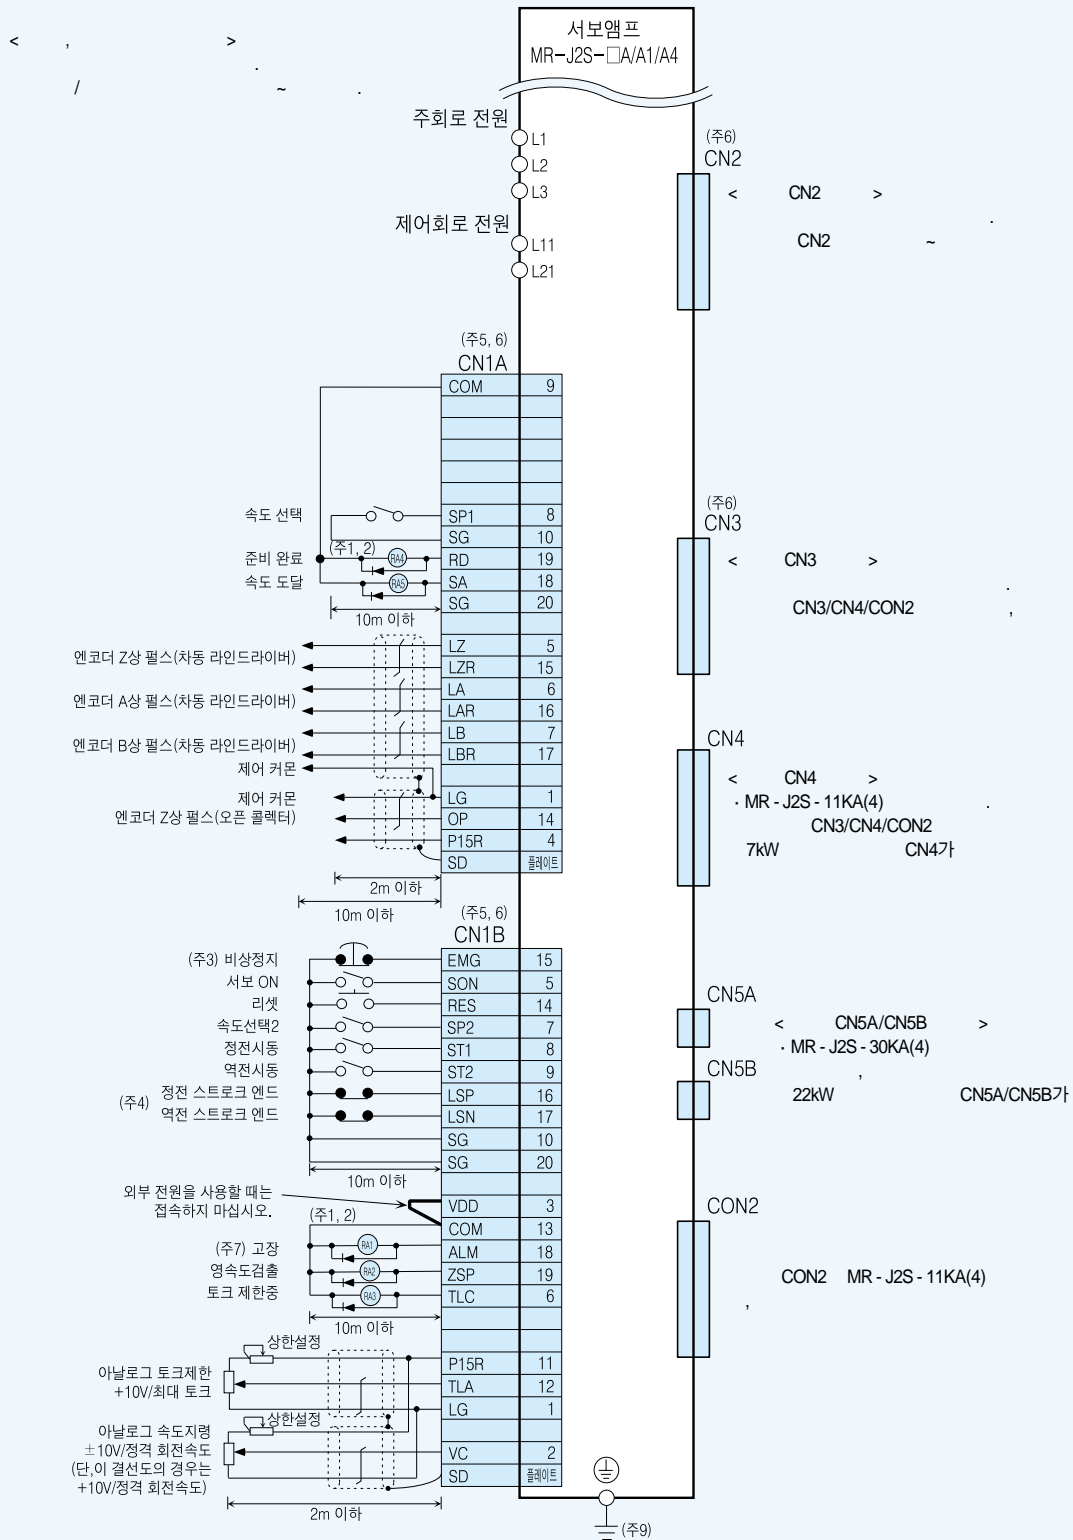 < , >
.
/ ~ .
서보앰프
MR-J2S-□A/A1/A4
주회로 전원
L1
L2
L3
제어회로 전원
L11
L21
(주6)
CN2
< CN2 >
.
CN2 ~
(주5, 6)
CN1A
COM 9
속도 선택 SP1 8
SG 10
(주1, 2)
준비 완료 RA4 RD 19
속도 도달 RA5 SA 18
SG 20
10m 이하
엔코더 Z상 펄스(차동 라인드라이버)
LZ 5
LZR 15
엔코더 A상 펄스(차동 라인드라이버)
LA 6
LAR 16
엔코더 B상 펄스(차동 라인드라이버)
LB 7
LBR 17
제어 커몬
제어 커몬 LG 1
엔코더 Z상 펄스(오픈 콜렉터) OP 14
P15R 4
SD 플레이트
2m 이하
10m 이하
(주6)
CN3
< CN3 >
.
CN3/CN4/CON2 ,
CN4
< CN4 >
· MR - J2S - 11KA(4) .
CN3/CN4/CON2
7kW CN4가
(주5, 6)
CN1B
(주3) 비상정지 EMG 15
서보 ON SON 5
리셋 RES 14
속도선택2 SP2 7
정전시동 ST1 8
역전시동 ST2 9
(주4)
정전 스트로크 엔드 LSP 16
역전 스트로크 엔드 LSN 17
SG 10
SG 20
10m 이하
외부 전원을 사용할 때는
접속하지 마십시오.
VDD 3
(주1, 2)
COM 13
(주7) 고장 RA1 ALM 18
영속도검출 RA2 ZSP 19
토크 제한중 RA3 TLC 6
10m 이하
CN5A
< CN5A/CN5B >
· MR - J2S - 30KA(4)
,
CN5B
22kW CN5A/CN5B가
CON2
CON2 MR - J2S - 11KA(4)
,
상한설정
아날로그 토크제한
+10V/최대 토크
P15R 11
TLA 12
LG 1
상한설정
아날로그 속도지령
±10V/정격 회전속도
(단,이 결선도의 경우는
+10V/정격 회전속도)
VC 2
SD 플레이트
2m 이하
(주9)